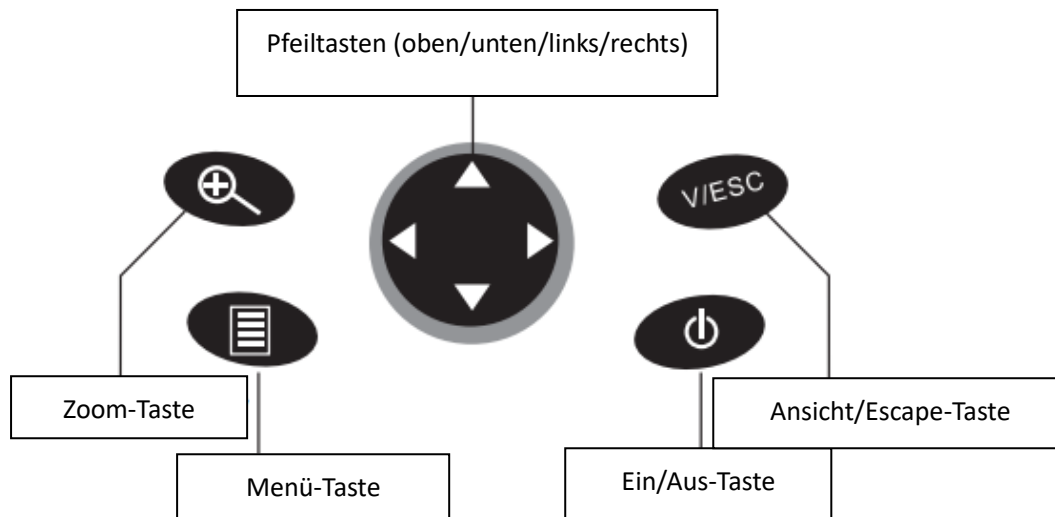 Pfeiltasten (oben/unten/links/rechts)
V/ESC
Zoom-Taste
Ansicht/Escape-Taste
Menü-Taste
Ein/Aus-Taste